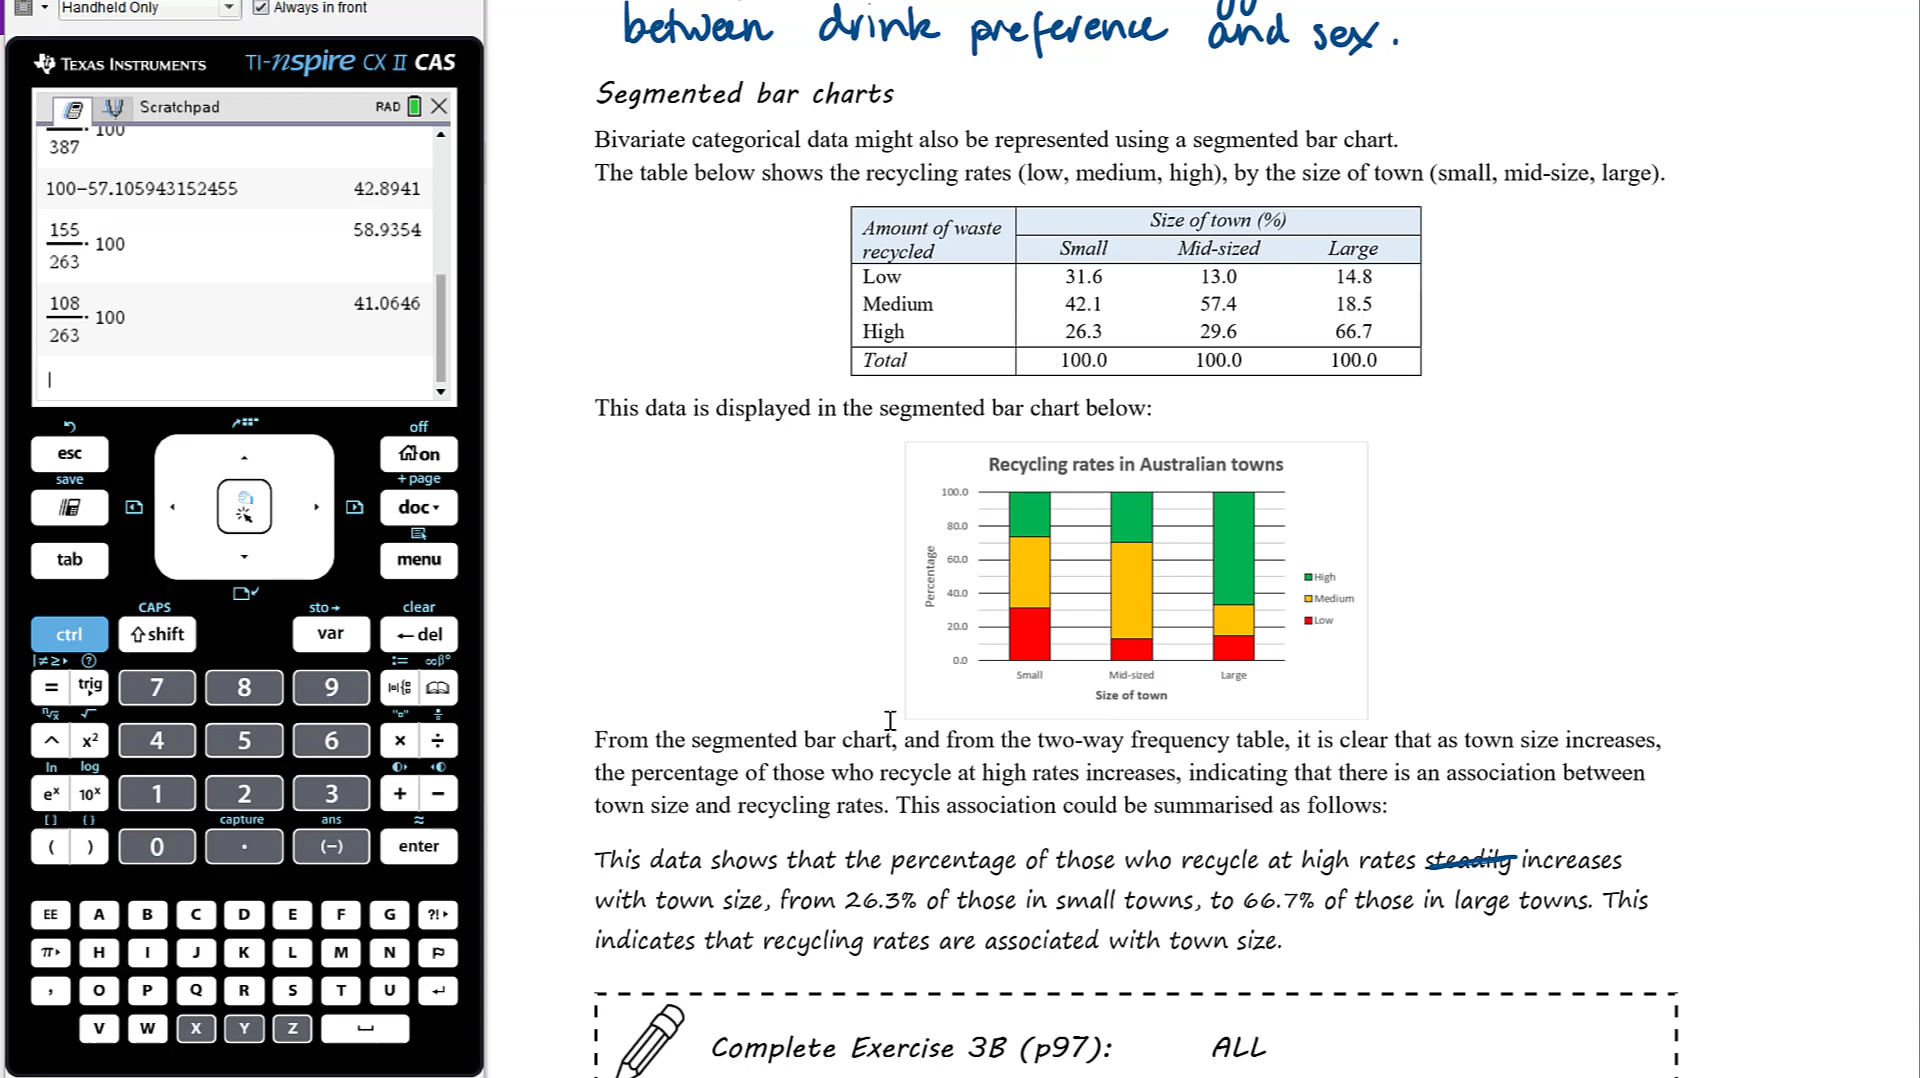 Handheld Only
Always in front
TEXAS INSTRUMENTS
TI-nspire CX II CAS
Scratchpad
RAD
100
387
100−57.105943152455
42.8941
155
263
· 100
58.9354
108
263
· 100
41.0646
off
esc
on
save
+ page
doc
tab
menu
CAPS
sto→
clear
ctrl
shift
var
← del
|≠≥▸
:=
∞β°
=
trig
7
8
9
√
"▫"
^
x²
4
5
6
×
÷
ln
log
eˣ
10ˣ
1
2
3
+
−
[ ]
{ }
capture
ans
≈
(
)
0
.
(−)
enter
EE
A
B
C
D
E
F
G
?!▸
π▸
H
I
J
K
L
M
N
,
O
P
Q
R
S
T
U
V
W
X
Y
Z
between drink preference and sex.
Segmented bar charts
Bivariate categorical data might also be represented using a segmented bar chart.
The table below shows the recycling rates (low, medium, high), by the size of town (small, mid-size, large).
Amount of waste
recycled
Size of town (%)
Small Mid-sized Large
Low 31.6 13.0 14.8
Medium 42.1 57.4 18.5
High 26.3 29.6 66.7
Total 100.0 100.0 100.0
This data is displayed in the segmented bar chart below:
Recycling rates in Australian towns
Percentage
100.0
80.0
60.0
40.0
20.0
0.0
Small Mid-sized Large
Size of town
High
Medium
Low
From the segmented bar chart, and from the two-way frequency table, it is clear that as town size increases,
the percentage of those who recycle at high rates increases, indicating that there is an association between
town size and recycling rates. This association could be summarised as follows:
This data shows that the percentage of those who recycle at high rates steadily increases
with town size, from 26.3% of those in small towns, to 66.7% of those in large towns. This
indicates that recycling rates are associated with town size.
Complete Exercise 3B (p97): ALL